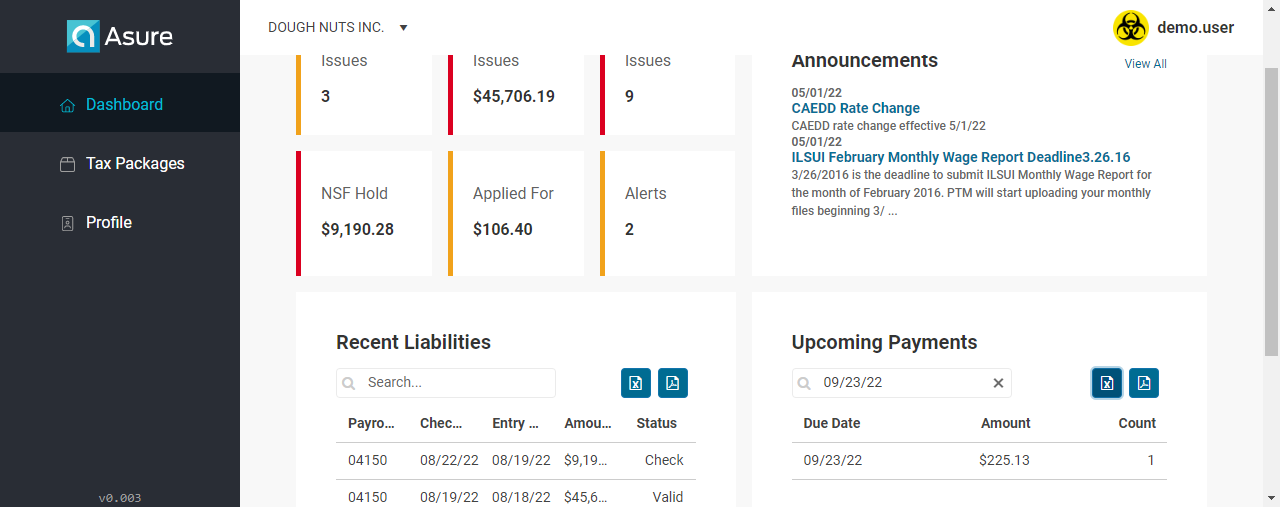 Asure
DOUGH NUTS INC.
demo.user
Dashboard
Tax Packages
Profile
v0.003
Issues
3
Issues
$45,706.19
Issues
9
NSF Hold
$9,190.28
Applied For
$106.40
Alerts
2
Announcements
View All
05/01/22
CAEDD Rate Change
CAEDD rate change effective 5/1/22
05/01/22
ILSUI February Monthly Wage Report Deadline3.26.16
3/26/2016 is the deadline to submit ILSUI Monthly Wage Report for
the month of February 2016. PTM will start uploading your monthly
files beginning 3/ ...
Recent Liabilities
Search...
Payro... Chec... Entry ... Amou... Status
04150 08/22/22 08/19/22 $9,19... Check
04150 08/19/22 08/18/22 $45,6... Valid
Upcoming Payments
09/23/22
Due Date Amount Count
09/23/22 $225.13 1